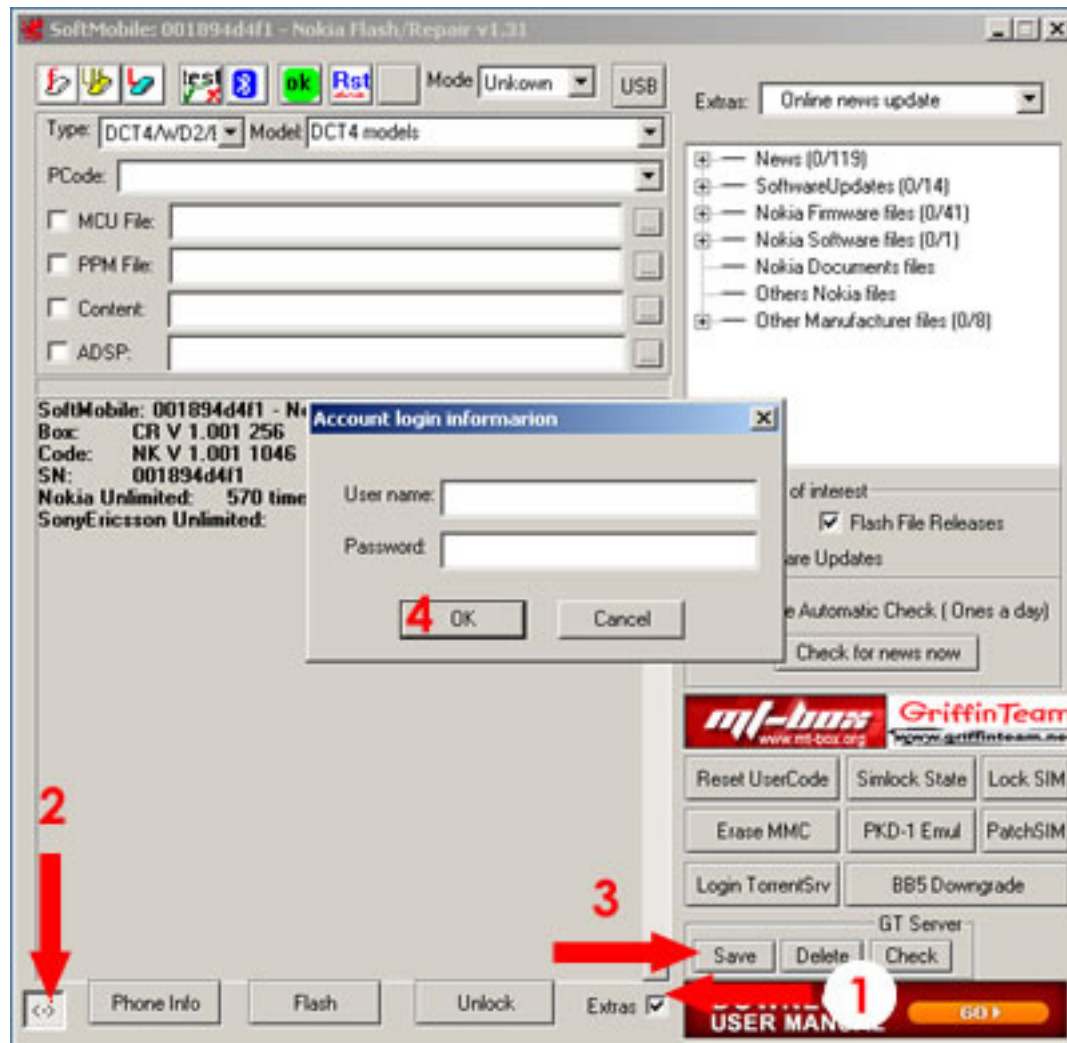 SoftMobile: 001894d4f1 - Nokia Flash/Repair v1.31
test ok Rst Mode Unkown USB
Type: DCT4/WD2/ Model: DCT4 models
PCode:
MCU File:
PPM File:
Content:
ADSP:
Extras: Online news update
News (0/119)
SoftwareUpdates (0/14)
Nokia Firmware files (0/41)
Nokia Software files (0/1)
Nokia Documents files
Others Nokia files
Other Manufacturer files (0/8)
SoftMobile: 001894d4f1 - N
Box: CR V 1.001 256
Code: NK V 1.001 1046
SN: 001894d4f1
Nokia Unlimited: 570 time
SonyEricsson Unlimited:
Account login informarion
User name:
Password:
4 OK Cancel
of interest
Flash File Releases
are Updates
e Automatic Check ( Ones a day)
Check for news now
mt-box GriffinTeam
www.mt-box.org www.griffinteam.ne
Reset UserCode Simlock State Lock SIM
Erase MMC PKD-1 Emul PatchSIM
Login TorrentSrv BB5 Downgrade
GT Server
Save Delete Check
2
3
1
<-> Phone Info Flash Unlock Extras
USER MANUAL GO